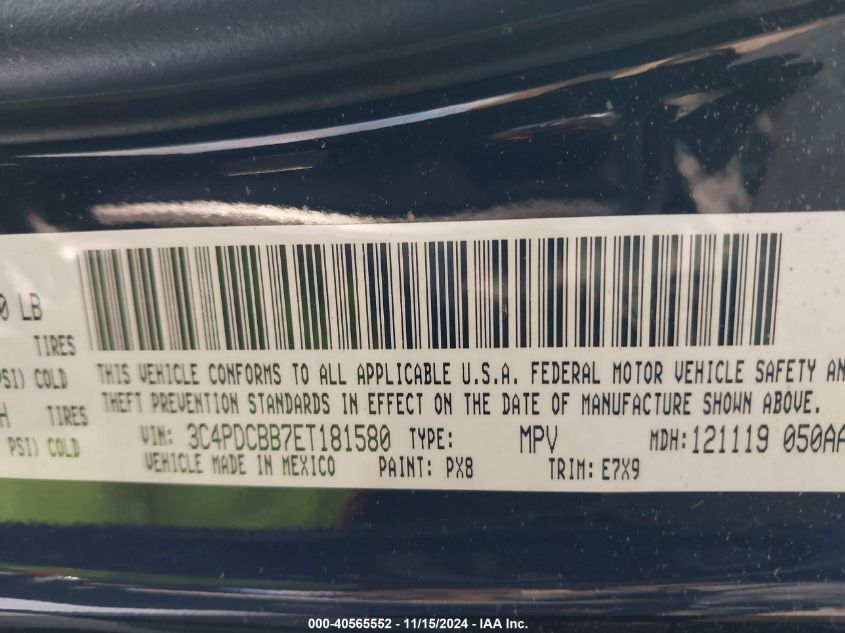 0 LB
TIRES
PSI) COLD
H TIRES
PSI) COLD
THIS VEHICLE CONFORMS TO ALL APPLICABLE U.S.A. FEDERAL MOTOR VEHICLE SAFETY AN
THEFT PREVENTION STANDARDS IN EFFECT ON THE DATE OF MANUFACTURE SHOWN ABOVE.
VIN: 3C4PDCBB7ET181580 TYPE: MPV MDH:121119 050AA
VEHICLE MADE IN MEXICO PAINT: PX8 TRIM: E7X9
000-40565552 - 11/15/2024 - IAA Inc.